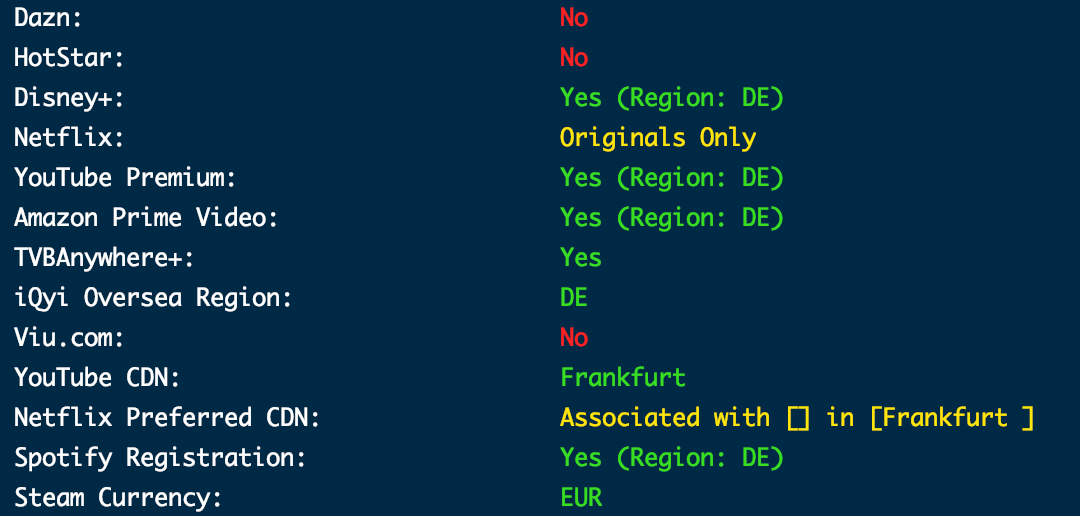 Dazn: No
HotStar: No
Disney+: Yes (Region: DE)
Netflix: Originals Only
YouTube Premium: Yes (Region: DE)
Amazon Prime Video: Yes (Region: DE)
TVBAnywhere+: Yes
iQyi Oversea Region: DE
Viu.com: No
YouTube CDN: Frankfurt
Netflix Preferred CDN: Associated with [] in [Frankfurt ]
Spotify Registration: Yes (Region: DE)
Steam Currency: EUR